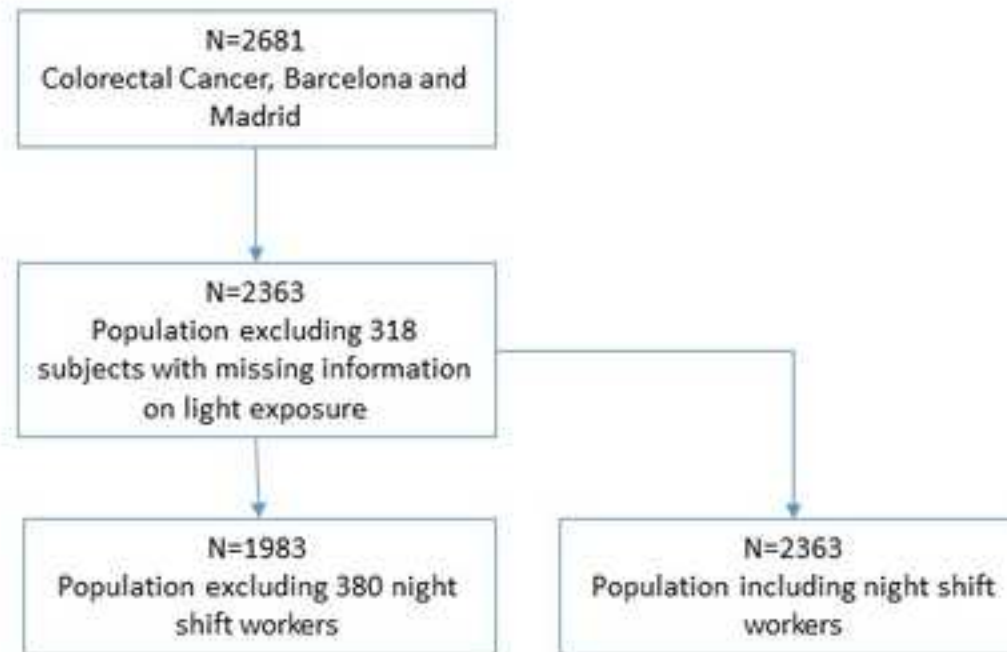 N=2681
Colorectal Cancer, Barcelona and
Madrid
N=2363
Population excluding 318
subjects with missing information
on light exposure
N=1983
Population excluding 380 night
shift workers
N=2363
Population including night shift
workers